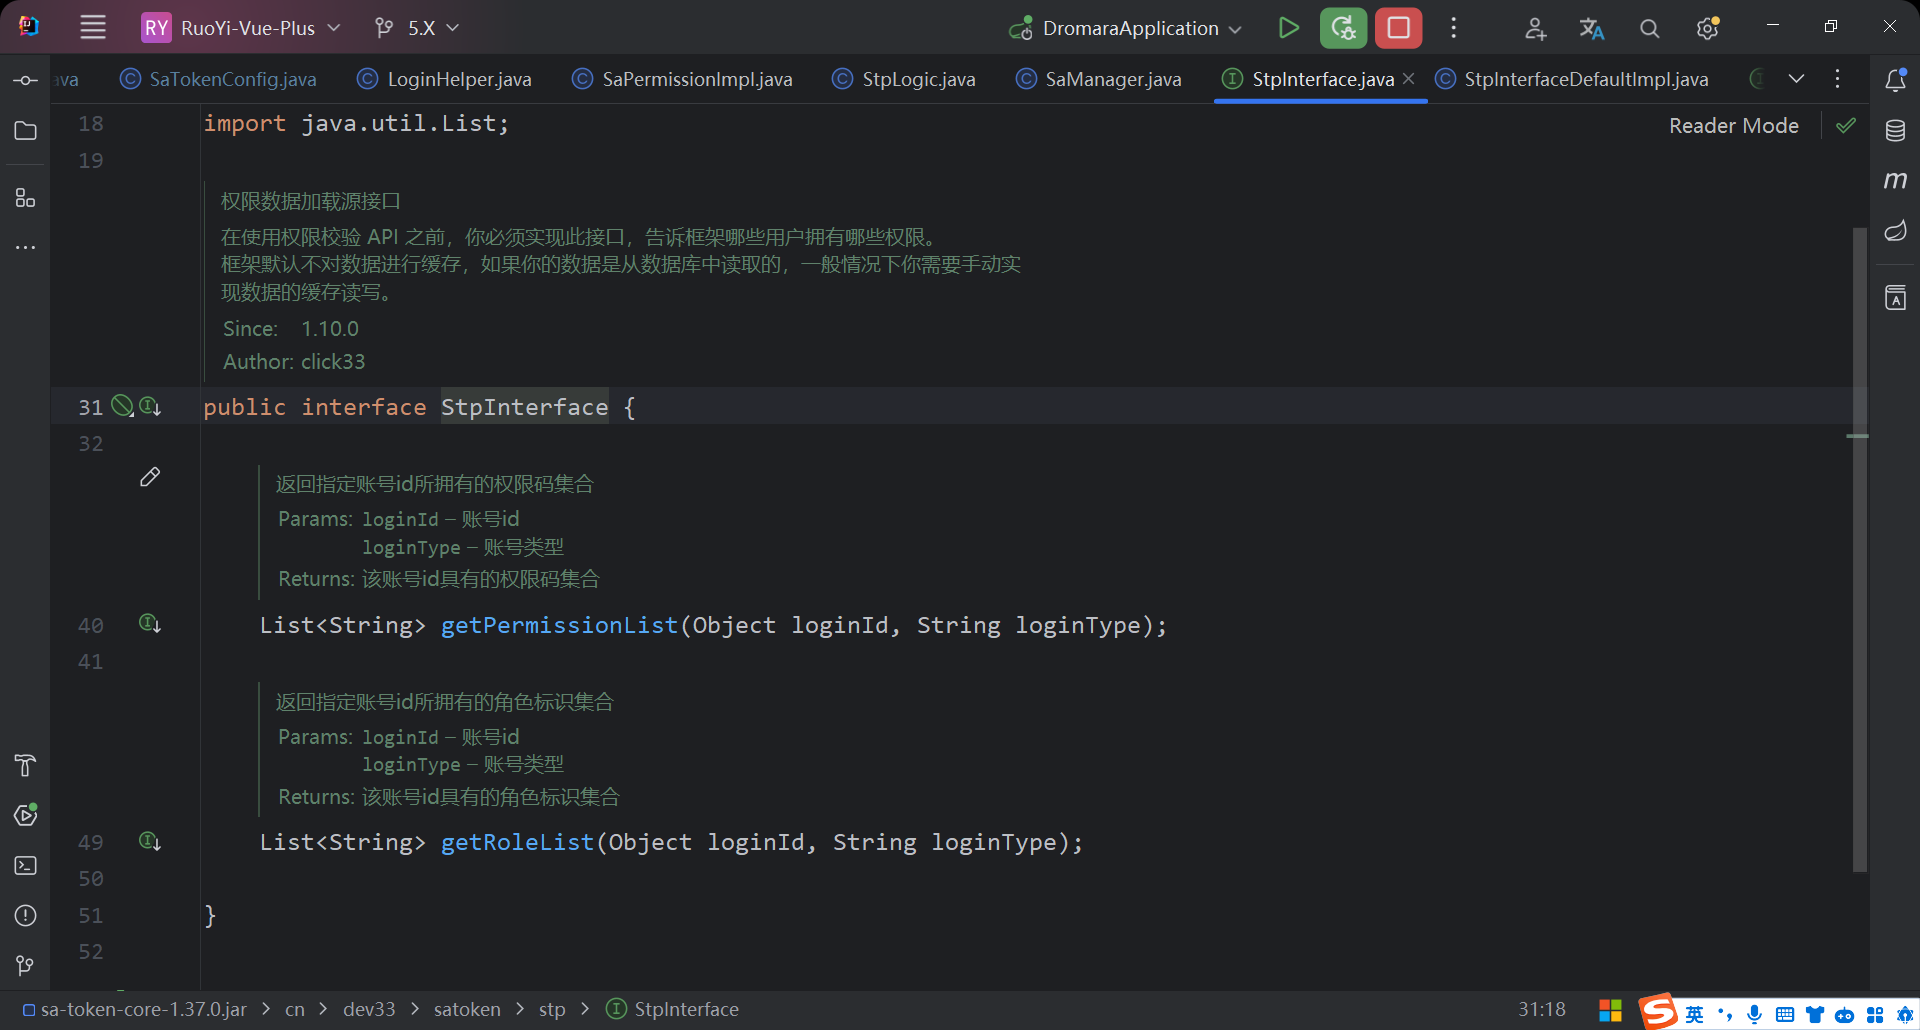 RY RuoYi-Vue-Plus 5.X DromaraApplication
ava SaTokenConfig.java LoginHelper.java SaPermissionImpl.java StpLogic.java SaManager.java StpInterface.java StpInterfaceDefaultImpl.java
Reader Mode
18 import java.util.List;
19
权限数据加载源接口
在使用权限校验 API 之前，你必须实现此接口，告诉框架哪些用户拥有哪些权限。
框架默认不对数据进行缓存，如果你的数据是从数据库中读取的，一般情况下你需要手动实
现数据的缓存读写。
Since: 1.10.0
Author: click33
31 public interface StpInterface {
32
返回指定账号id所拥有的权限码集合
Params: loginId – 账号id
loginType – 账号类型
Returns: 该账号id具有的权限码集合
40 List<String> getPermissionList(Object loginId, String loginType);
41
返回指定账号id所拥有的角色标识集合
Params: loginId – 账号id
loginType – 账号类型
Returns: 该账号id具有的角色标识集合
49 List<String> getRoleList(Object loginId, String loginType);
50
51 }
52
sa-token-core-1.37.0.jar > cn > dev33 > satoken > stp > StpInterface 31:18 英